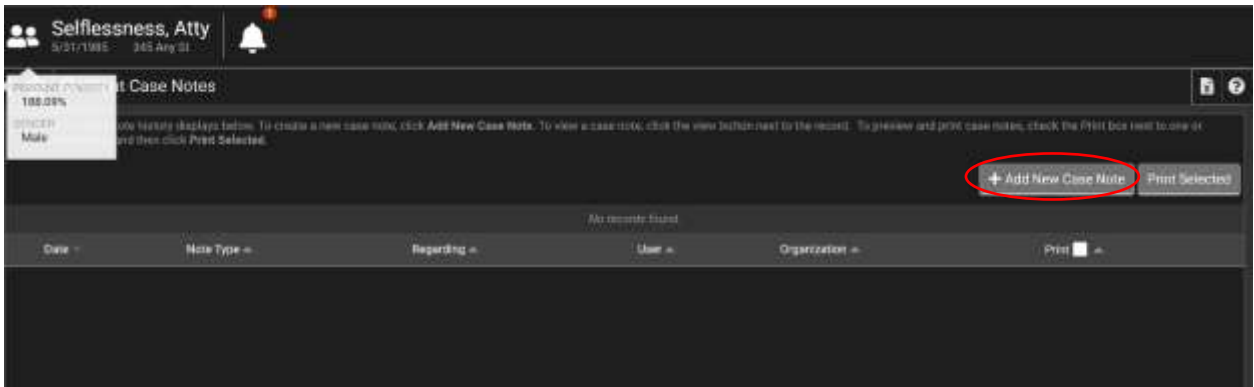 Selflessness, Atty
5/31/1985 345 Any St
1
PERCENT POVERTY
188.09%
GENDER
Male
t Case Notes
ote history displays below. To create a new case note, click Add New Case Note. To view a case note, click the view button next to the record. To preview and print case notes, check the Print box next to one or
and then click Print Selected.
+ Add New Case Note Print Selected
No records found
Date Note Type Regarding User Organization Print